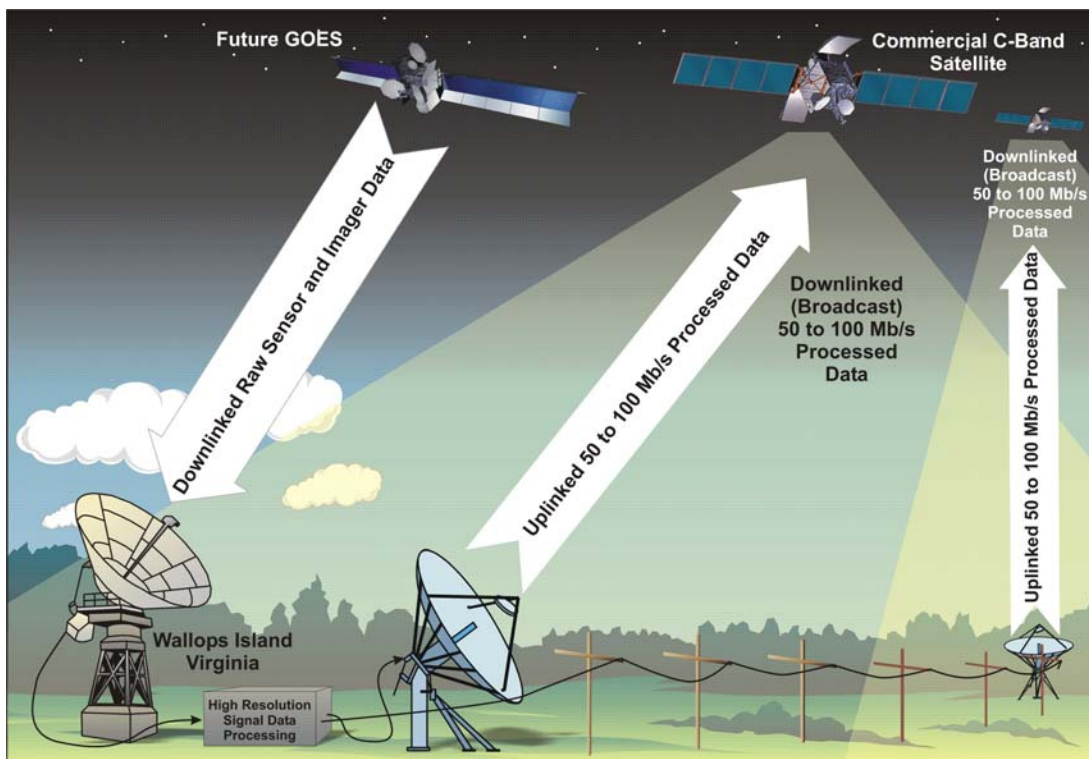 Future GOES
Commercial C-Band
Satellite
Downlinked Raw Sensor and Imager Data
Uplinked 50 to 100 Mb/s Processed Data
Downlinked
(Broadcast)
50 to 100 Mb/s
Processed
Data
Downlinked
(Broadcast)
50 to 100 Mb/s
Processed
Data
Uplinked 50 to 100 Mb/s Processed Data
Wallops Island
Virginia
High Resolution
Signal Data
Processing